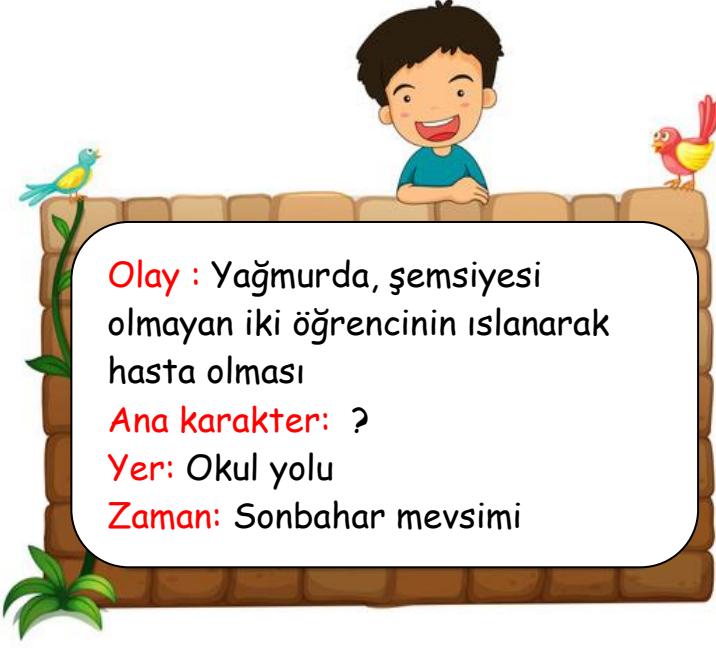 Olay : Yağmurda, şemsiyesi
olmayan iki öğrencinin ıslanarak
hasta olması
Ana karakter: ?
Yer: Okul yolu
Zaman: Sonbahar mevsimi